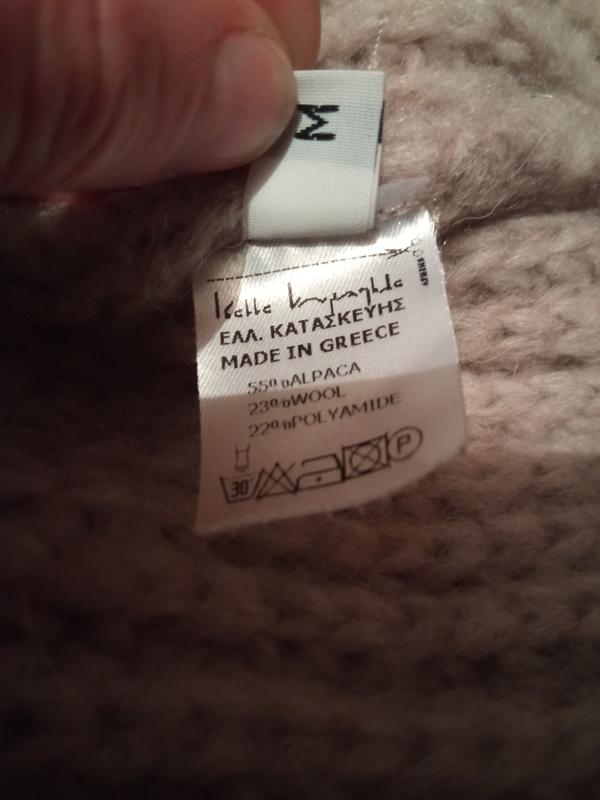 M
ΕΛΛ. ΚΑΤΑΣΚΕΥΗΣ
MADE IN GREECE
55%ALPACA
23%WOOL
22%POLYAMIDE
30 P